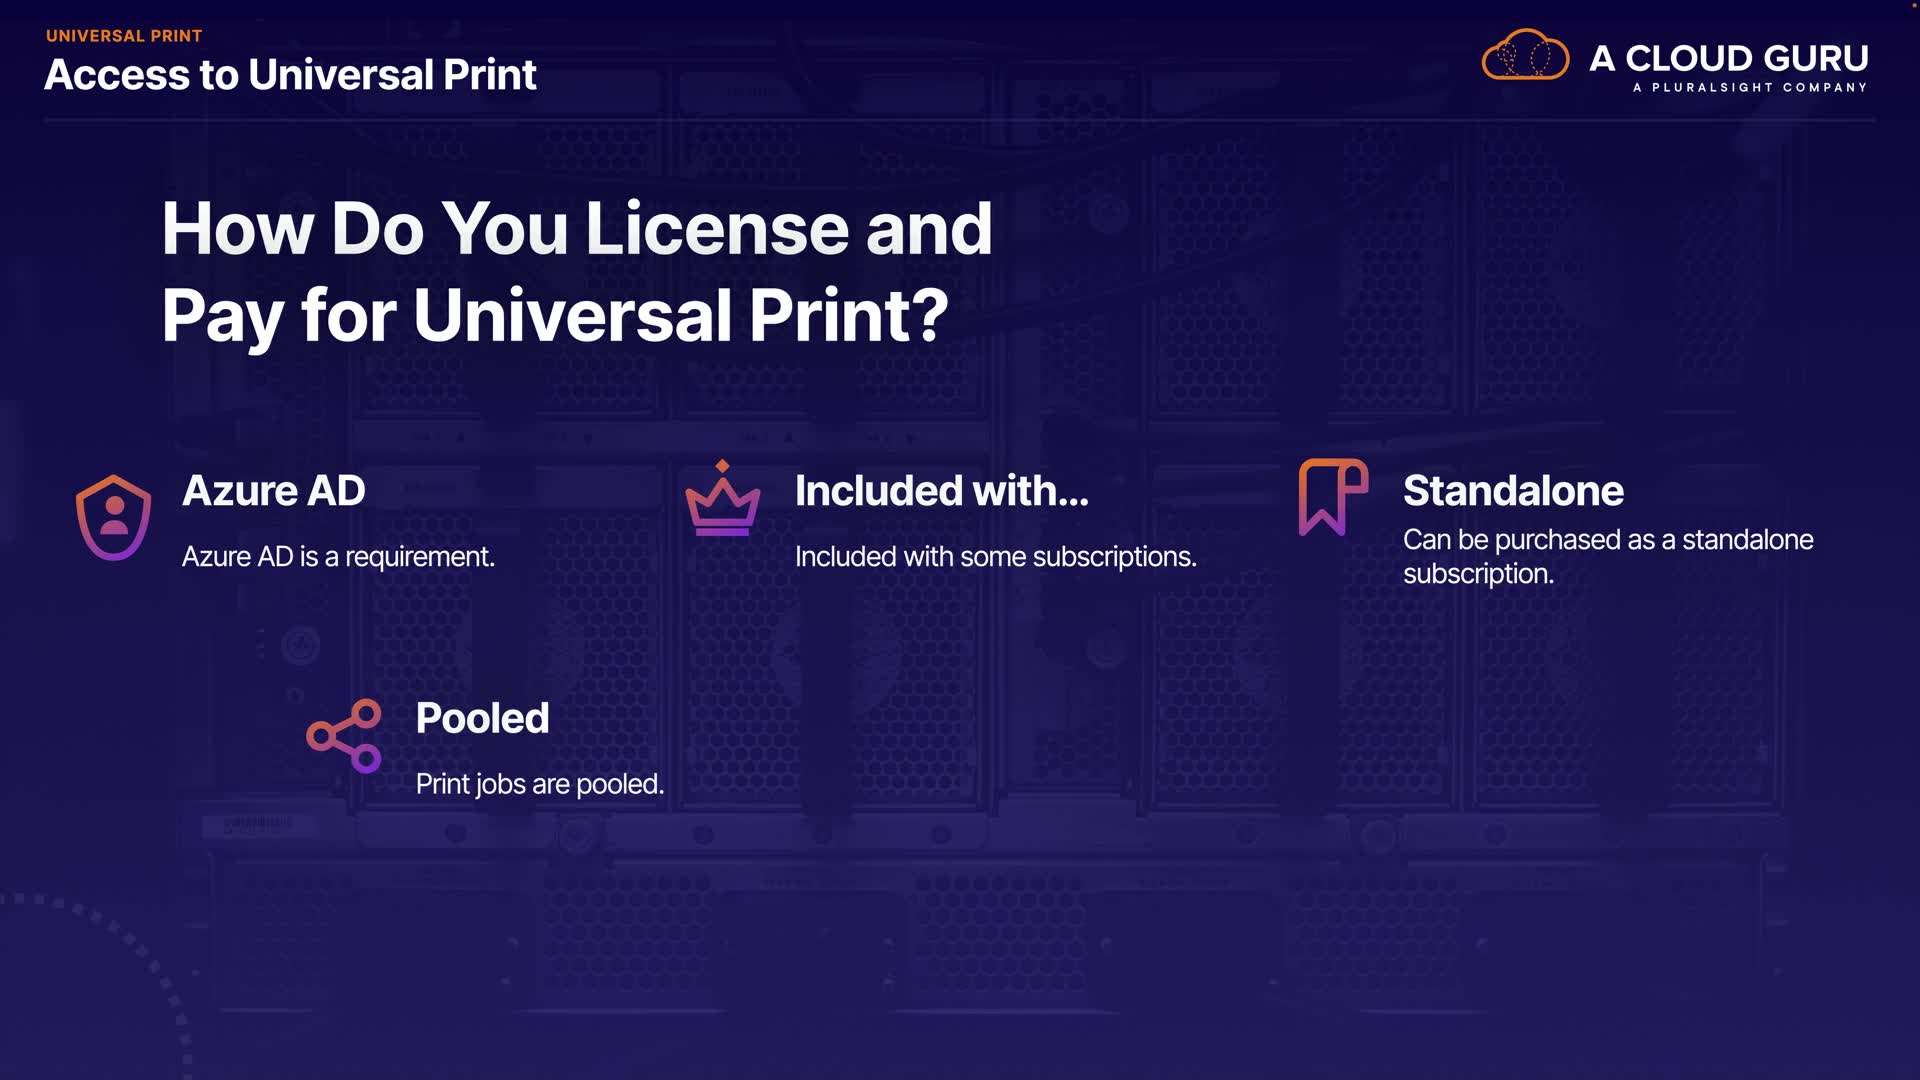 UNIVERSAL PRINT
Access to Universal Print
A CLOUD GURU
A PLURALSIGHT COMPANY
How Do You License and
Pay for Universal Print?
Azure AD
Azure AD is a requirement.
Included with...
Included with some subscriptions.
Standalone
Can be purchased as a standalone
subscription.
Pooled
Print jobs are pooled.